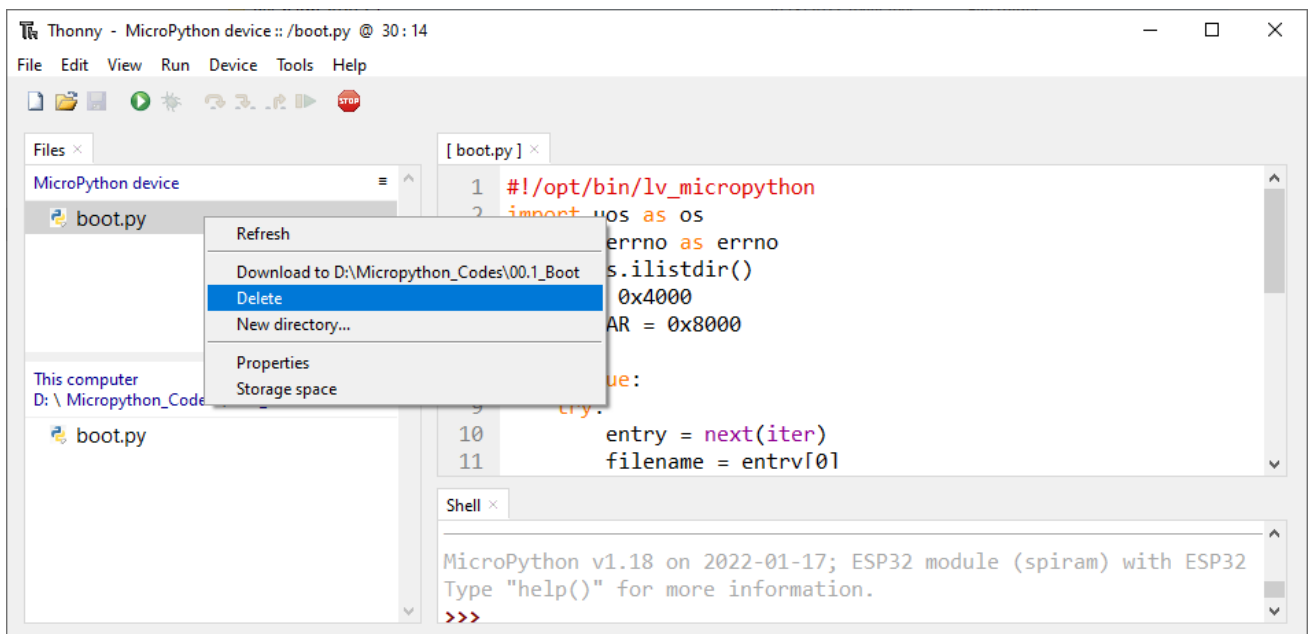 Thonny - MicroPython device :: /boot.py @ 30 : 14
File Edit View Run Device Tools Help
STOP
Files
MicroPython device
boot.py
Refresh
Download to D:\Micropython_Codes\00.1_Boot
Delete
New directory...
Properties
Storage space
This computer
D: \ Micropython_Code
boot.py
[ boot.py ]
1 #!/opt/bin/lv_micropython
2 import uos as os
errno as errno
s.ilistdir()
0x4000
AR = 0x8000
ue:
9 try:
10 entry = next(iter)
11 filename = entry[0]
Shell
MicroPython v1.18 on 2022-01-17; ESP32 module (spiram) with ESP32
Type "help()" for more information.
>>>